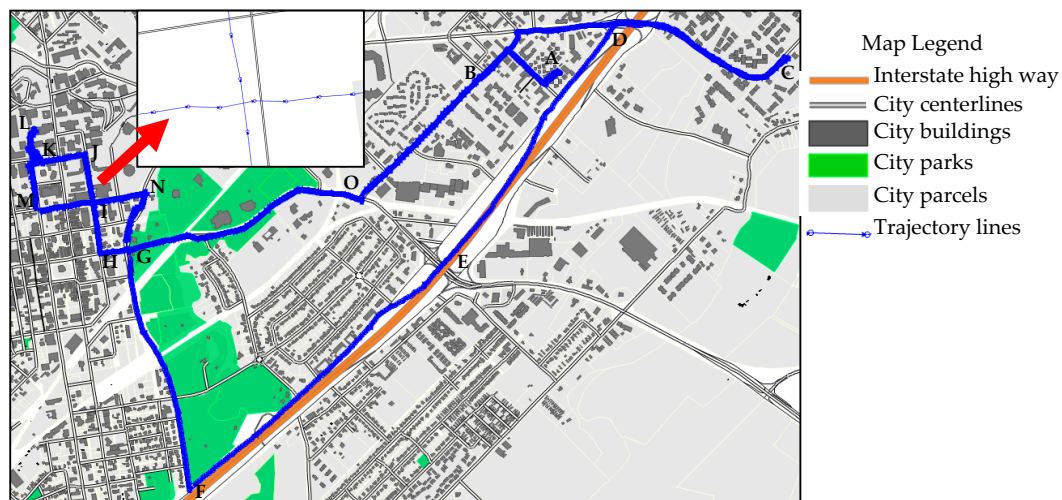 A
D
B
C
L
K
J
N
O
M
I
H
G
E
F
Map Legend
Interstate high way
City centerlines
City buildings
City parks
City parcels
Trajectory lines